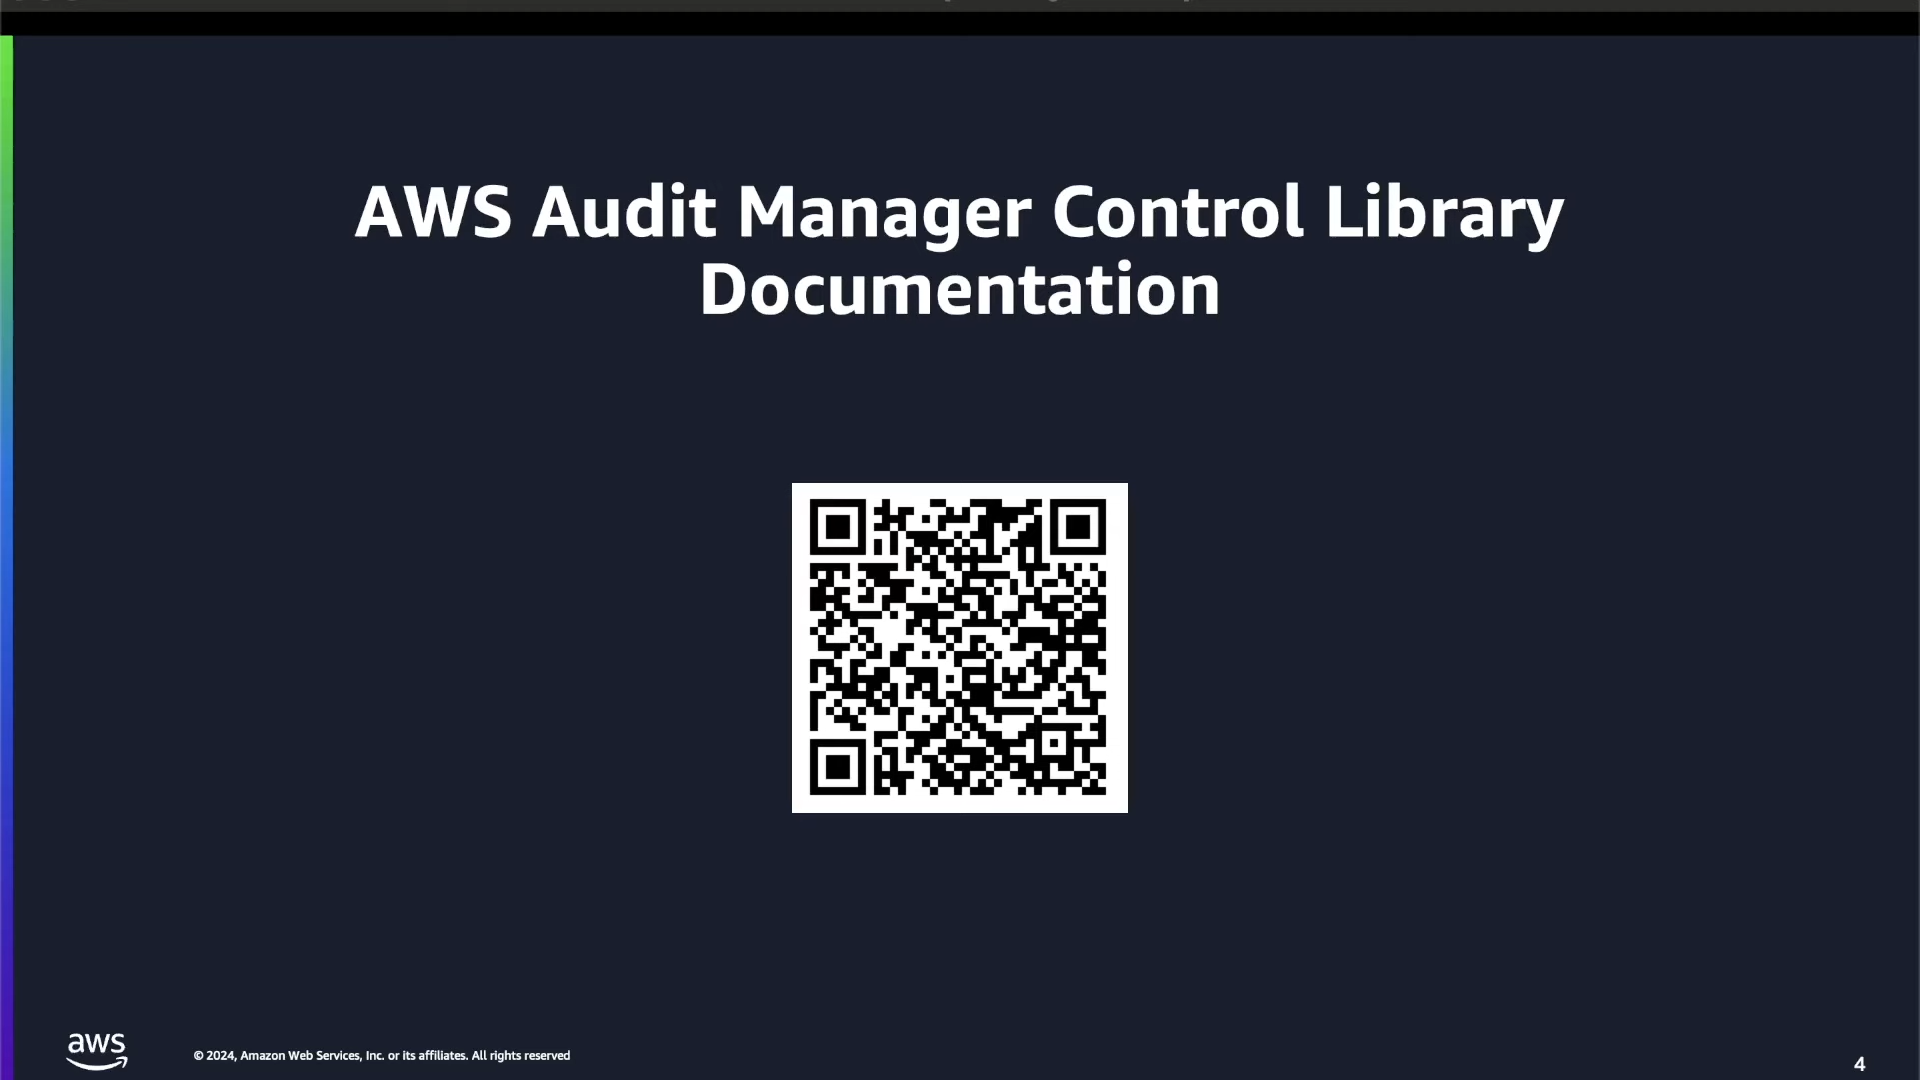 AWS Audit Manager Control Library
Documentation
aws
© 2024, Amazon Web Services, Inc. or its affiliates. All rights reserved
4